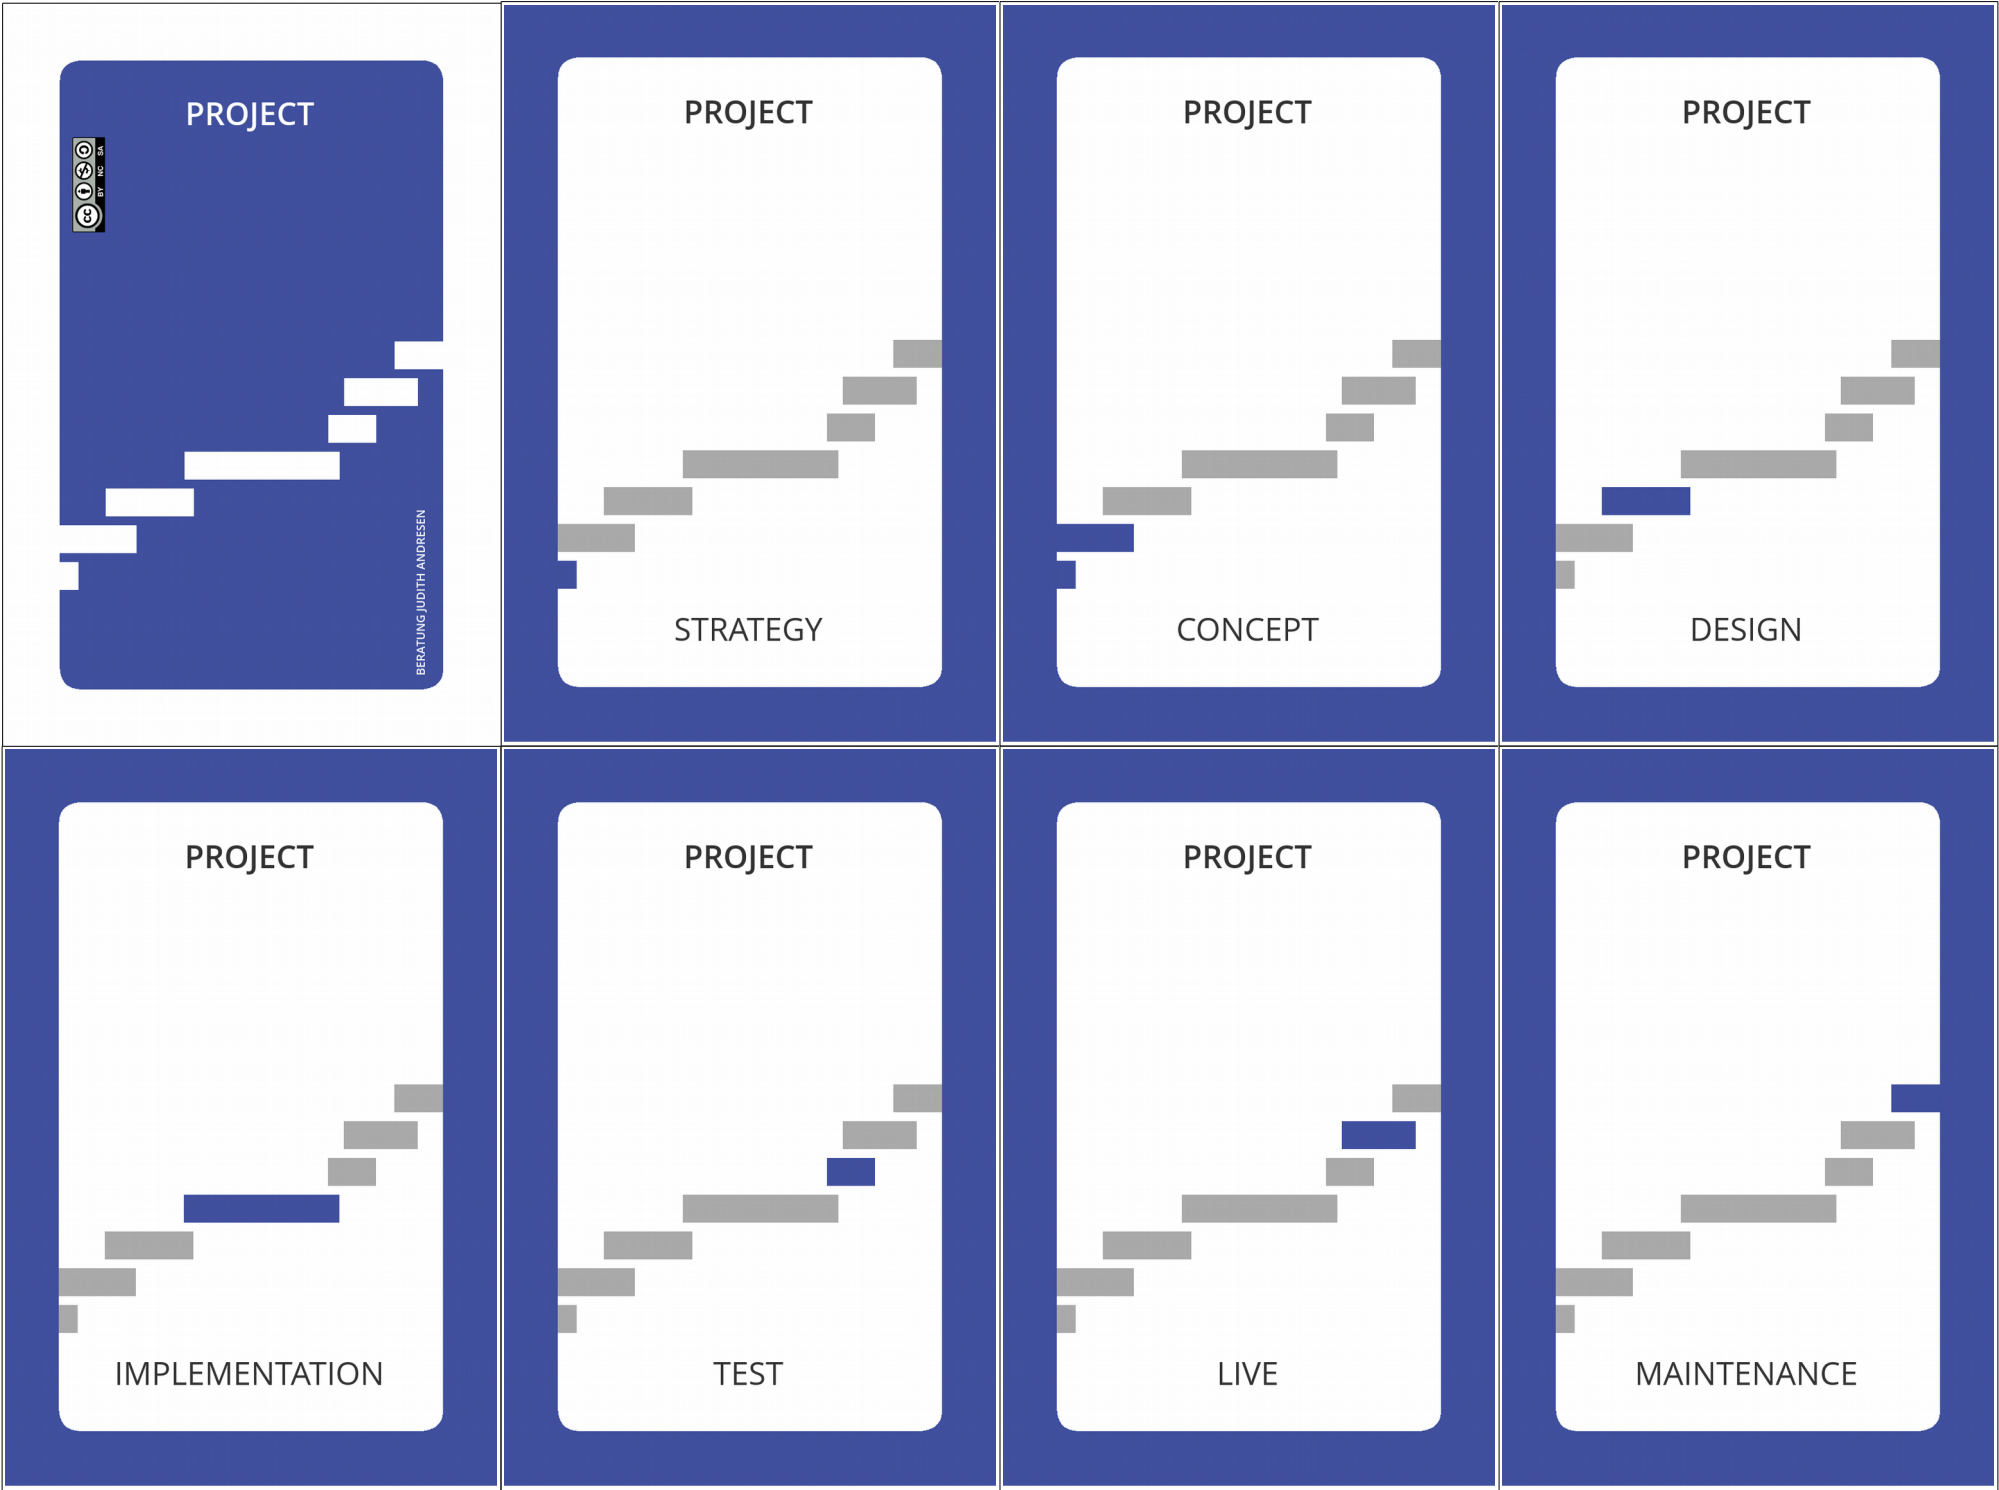 PROJECT
cc
BY NC SA
BERATUNG JUDITH ANDRESEN
PROJECT
STRATEGY
PROJECT
CONCEPT
PROJECT
DESIGN
PROJECT
IMPLEMENTATION
PROJECT
TEST
PROJECT
LIVE
PROJECT
MAINTENANCE